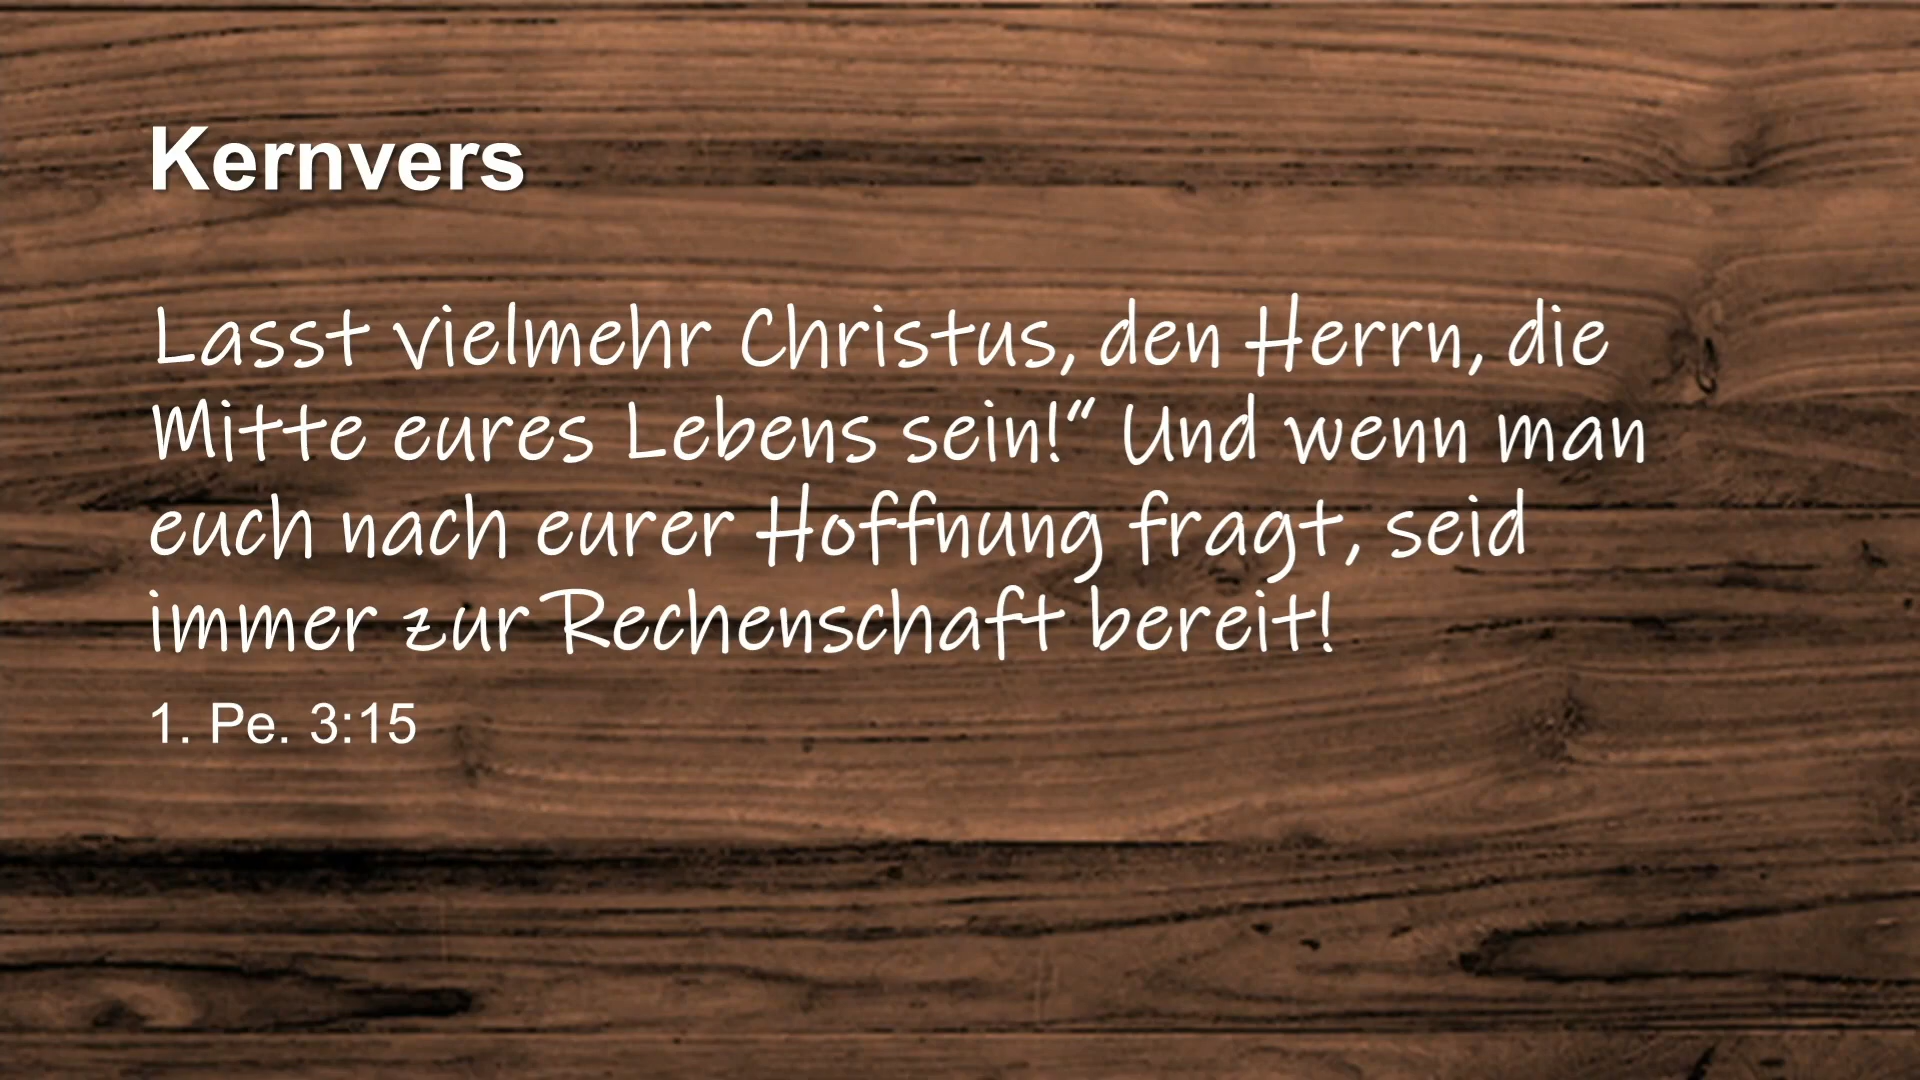 Kernvers
Lasst vielmehr Christus, den Herrn, die
Mitte eures Lebens sein!“ Und wenn man
euch nach eurer Hoffnung fragt, seid
immer zur Rechenschaft bereit!
1. Pe. 3:15